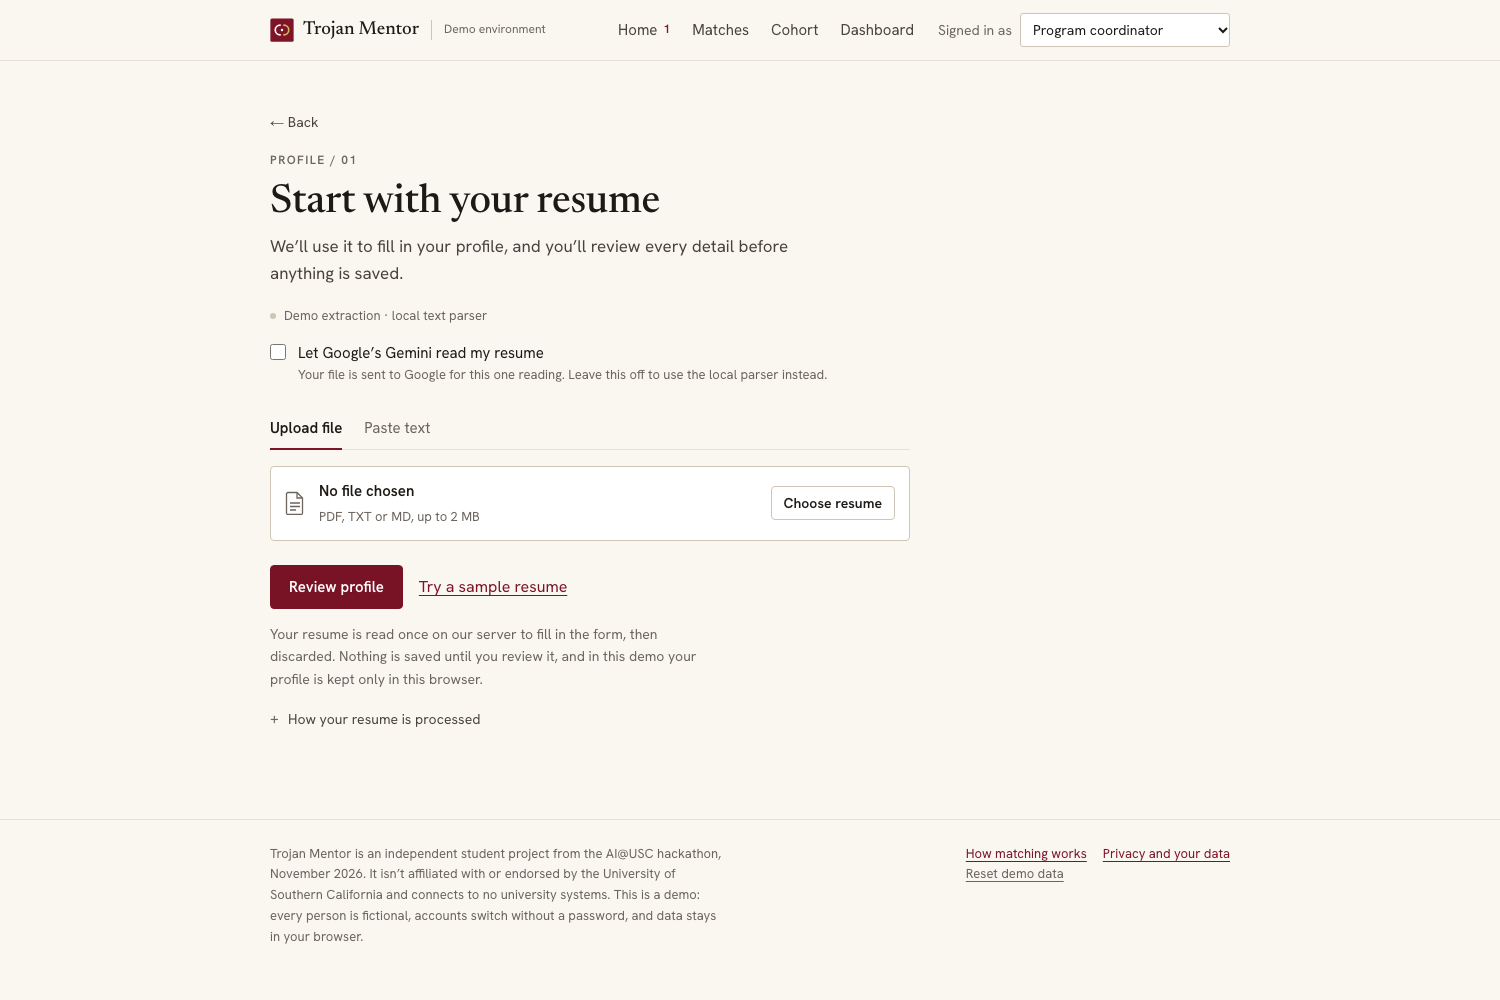 Trojan Mentor
Demo environment
Home 1
Matches
Cohort
Dashboard
Signed in as
Program coordinator
← Back
PROFILE / 01
Start with your resume
We’ll use it to fill in your profile, and you’ll review every detail before
anything is saved.
Demo extraction · local text parser
Let Google’s Gemini read my resume
Your file is sent to Google for this one reading. Leave this off to use the local parser instead.
Upload file
Paste text
No file chosen
PDF, TXT or MD, up to 2 MB
Choose resume
Review profile
Try a sample resume
Your resume is read once on our server to fill in the form, then
discarded. Nothing is saved until you review it, and in this demo your
profile is kept only in this browser.
+ How your resume is processed
Trojan Mentor is an independent student project from the AI@USC hackathon,
November 2026. It isn’t affiliated with or endorsed by the University of
Southern California and connects to no university systems. This is a demo:
every person is fictional, accounts switch without a password, and data stays
in your browser.
How matching works
Privacy and your data
Reset demo data